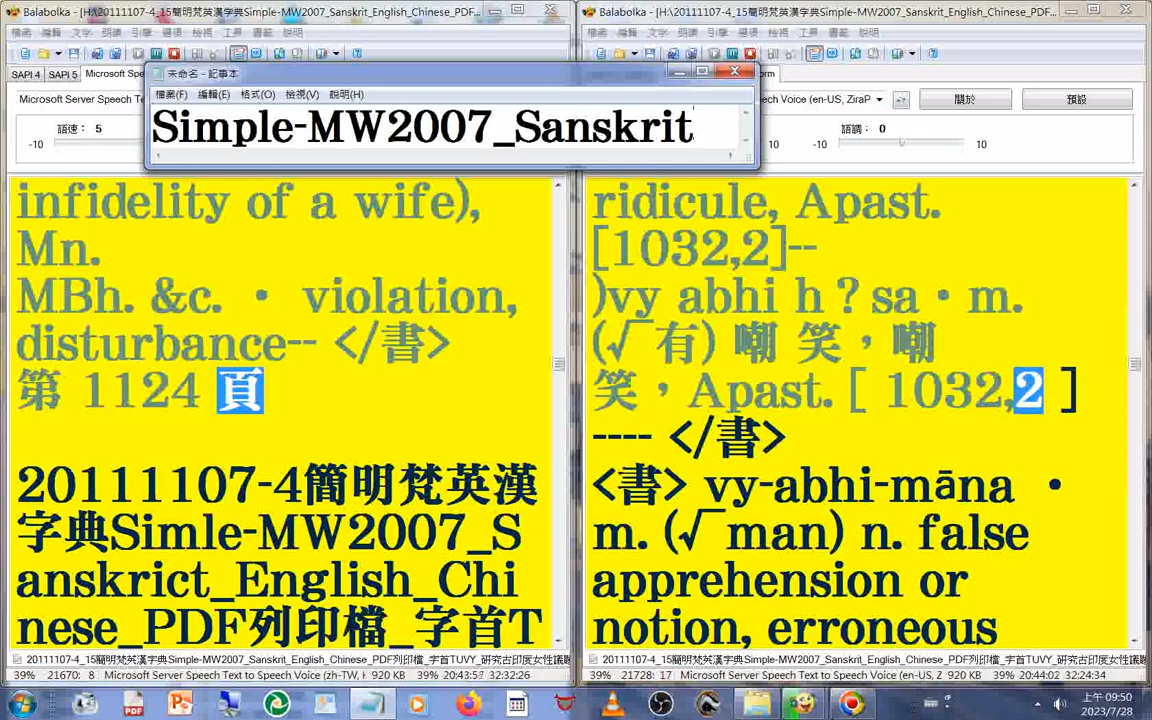 Balabolka - [H:\20111107-4_15簡明梵英漢字典Simple-MW2007_Sanskrit_English_Chinese_PDF...
Balabolka - [H:\20111107-4_15簡明梵英漢字典Simple-MW2007_Sanskrit_English_Chinese_PDF...
SAPI 4 SAPI 5 Microsoft Spee
未命名 - 記事本
檔案(F) 編輯(E) 格式(O) 檢視(V) 說明(H)
Simple-MW2007_Sanskrit
Microsoft Server Speech Te
ech Voice (en-US, ZiraP
關於
預設
語速： 5
語調： 0
-10
10
-10
10
infidelity of a wife),
Mn.
MBh. &c. • violation,
disturbance-- </書>
第 1124 頁
20111107-4簡明梵英漢
字典Simle-MW2007_S
anskrict_English_Chi
nese_PDF列印檔_字首T
ridicule, Apast.
[1032,2]--
)vy abhi h ? sa • m.
(√有) 嘲 笑，嘲
笑，Apast. [ 1032,2 ]
---- </書>
<書> vy-abhi-māna •
m. (√man) n. false
apprehension or
notion, erroneous
20111107-4_15簡明梵英漢字典Simple-MW2007_Sanskrit_English_Chinese_PDF列印檔_字首TUVY_研究古印度女性議題
20111107-4_15簡明梵英漢字典Simple-MW2007_Sanskrit_English_Chinese_PDF列印檔_字首TUVY_研究古印度女性議題
39% 21670: 8 Microsoft Server Speech Text to Speech Voice (zh-TW, H 920 KB 39% 20:43:57 32:32:26
39% 21728: 17 Microsoft Server Speech Text to Speech Voice (en-US, Z 920 KB 39% 20:44:02 32:24:34
上午 09:50
2023/7/28